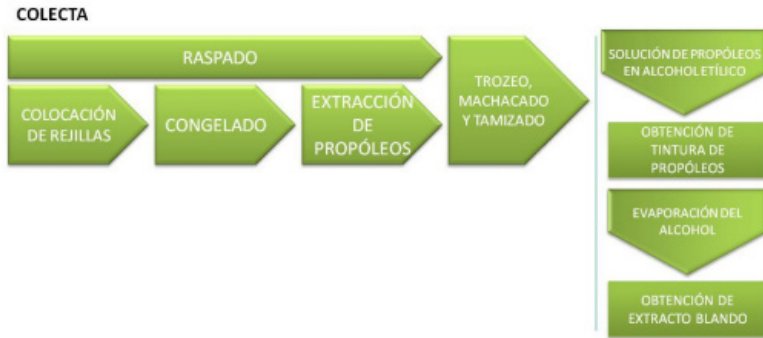 COLECTA
RASPADO
COLOCACIÓN
DE REJILLAS
CONGELADO
EXTRACCIÓN
DE
PROPÓLEOS
TROZEO,
MACHACADO
Y TAMIZADO
SOLUCIÓN DE PROPÓLEOS
EN ALCOHOL ETÍLICO
OBTENCIÓN DE
TINTURA DE
PROPÓLEOS
EVAPORACIÓN DEL
ALCOHOL
OBTENCIÓN DE
EXTRACTO BLANDO